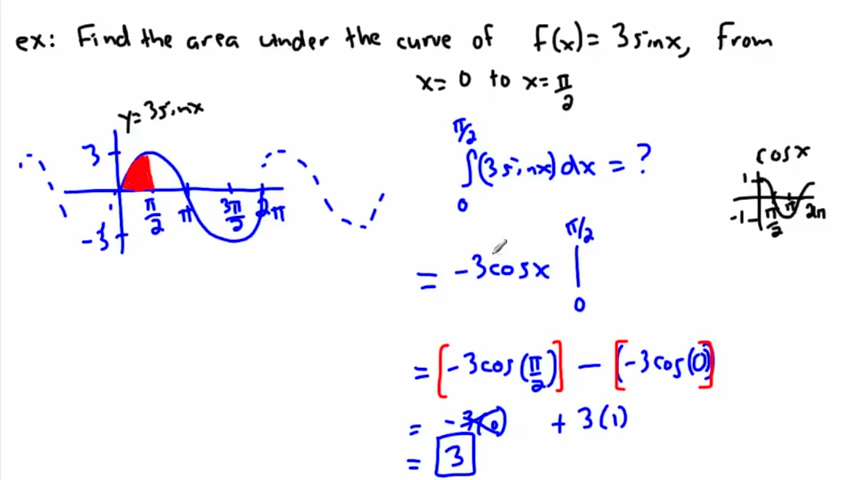 ex: Find the area under the curve of f(x)= 3sinx, from
x= 0 to x= π/2
y=3sinx
3
-3
π/2 π 3π/2 2π
∫₀^(π/2) (3sinx)dx = ?
cosx
1
-1
π/2 π 2π
= -3cosx |₀^(π/2)
= [-3cos(π/2)] - [-3cos(0)]
= -3(0) + 3(1)
= 3